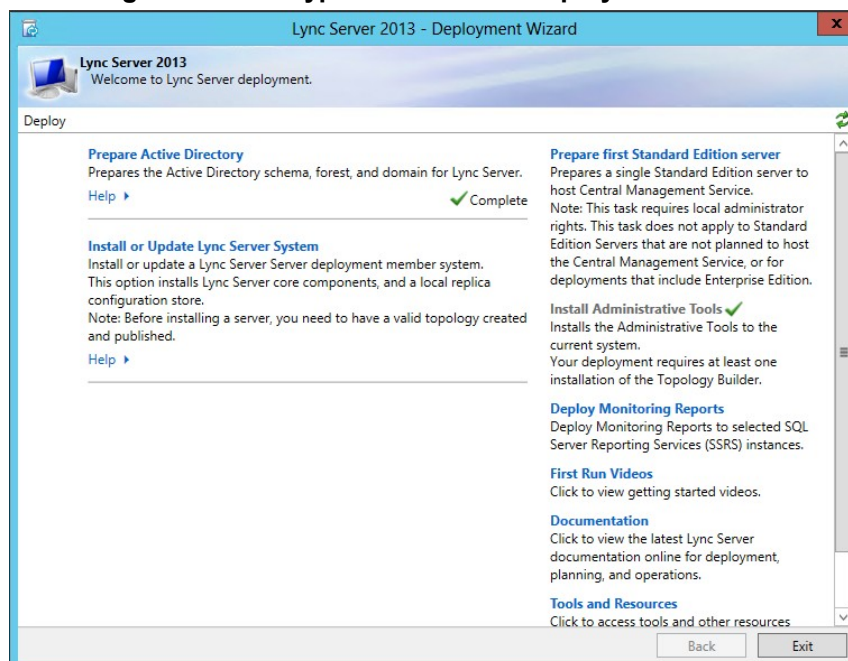 Lync Server 2013 - Deployment Wizard
x
Lync Server 2013
Welcome to Lync Server deployment.
Deploy
Prepare Active Directory
Prepares the Active Directory schema, forest, and domain for Lync Server.
Help
Complete
Install or Update Lync Server System
Install or update a Lync Server Server deployment member system.
This option installs Lync Server core components, and a local replica
configuration store.
Note: Before installing a server, you need to have a valid topology created
and published.
Help
Prepare first Standard Edition server
Prepares a single Standard Edition server to
host Central Management Service.
Note: This task requires local administrator
rights. This task does not apply to Standard
Edition Servers that are not planned to host
the Central Management Service, or for
deployments that include Enterprise Edition.
Install Administrative Tools
Installs the Administrative Tools to the
current system.
Your deployment requires at least one
installation of the Topology Builder.
Deploy Monitoring Reports
Deploy Monitoring Reports to selected SQL
Server Reporting Services (SSRS) instances.
First Run Videos
Click to view getting started videos.
Documentation
Click to view the latest Lync Server
documentation online for deployment,
planning, and operations.
Tools and Resources
Click to access tools and other resources
Back
Exit